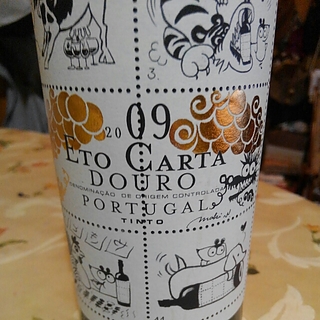 3.
2009
ETO CARTA
DOURO
DENOMINAÇÃO DE ORIGEM CONTROLADA
PORTUGAL
TINTO